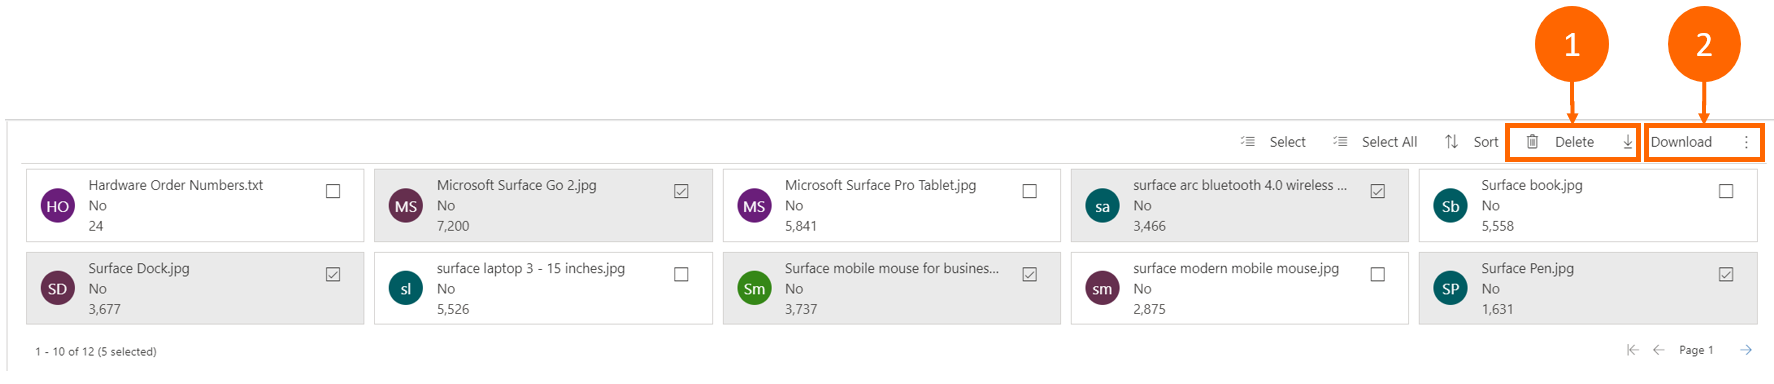 1 2
Select Select All Sort Delete Download
HO Hardware Order Numbers.txt
No
24
MS Microsoft Surface Go 2.jpg
No
7,200
MS Microsoft Surface Pro Tablet.jpg
No
5,841
sa surface arc bluetooth 4.0 wireless ...
No
3,466
Sb Surface book.jpg
No
5,558
SD Surface Dock.jpg
No
3,677
sl surface laptop 3 - 15 inches.jpg
No
5,526
Sm Surface mobile mouse for busines...
No
3,737
sm surface modern mobile mouse.jpg
No
2,875
SP Surface Pen.jpg
No
1,631
1 - 10 of 12 (5 selected) Page 1